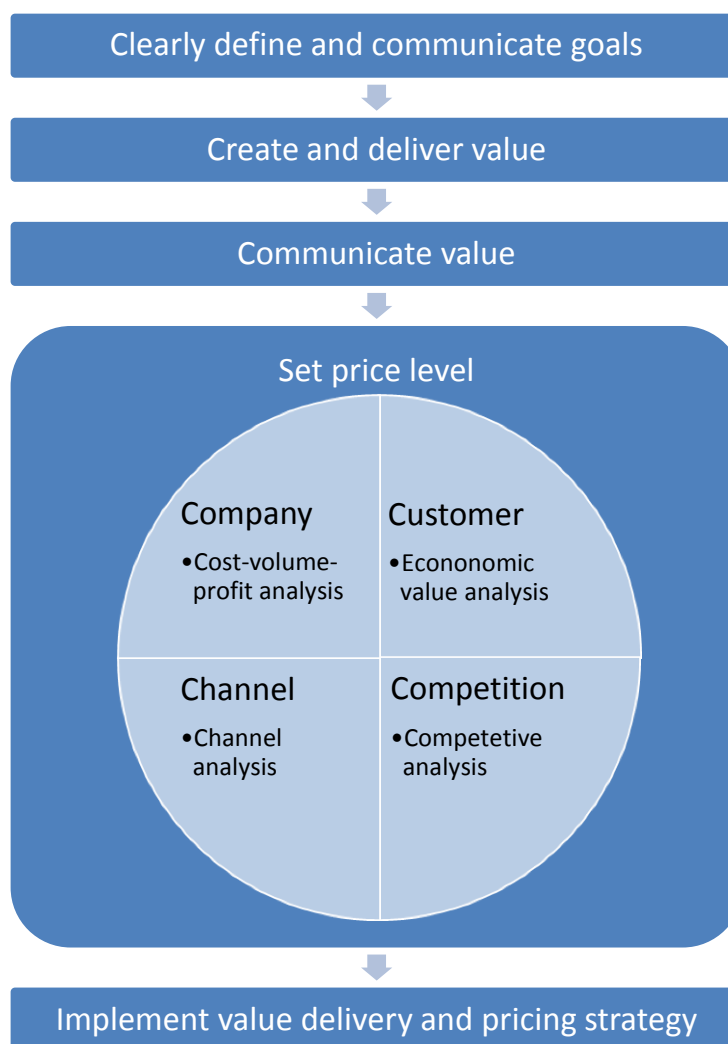 Clearly define and communicate goals
Create and deliver value
Communicate value
Set price level
Company
•Cost-volume-
profit analysis
Customer
•Econonomic
value analysis
Channel
•Channel
analysis
Competition
•Competetive
analysis
Implement value delivery and pricing strategy